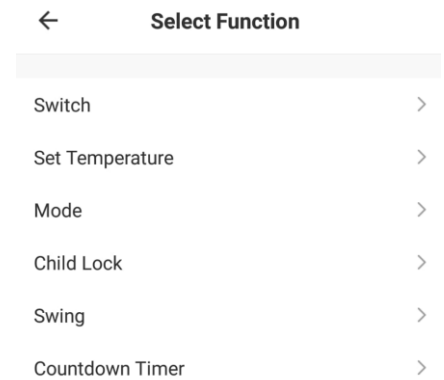 Select Function
Switch
Set Temperature
Mode
Child Lock
Swing
Countdown Timer